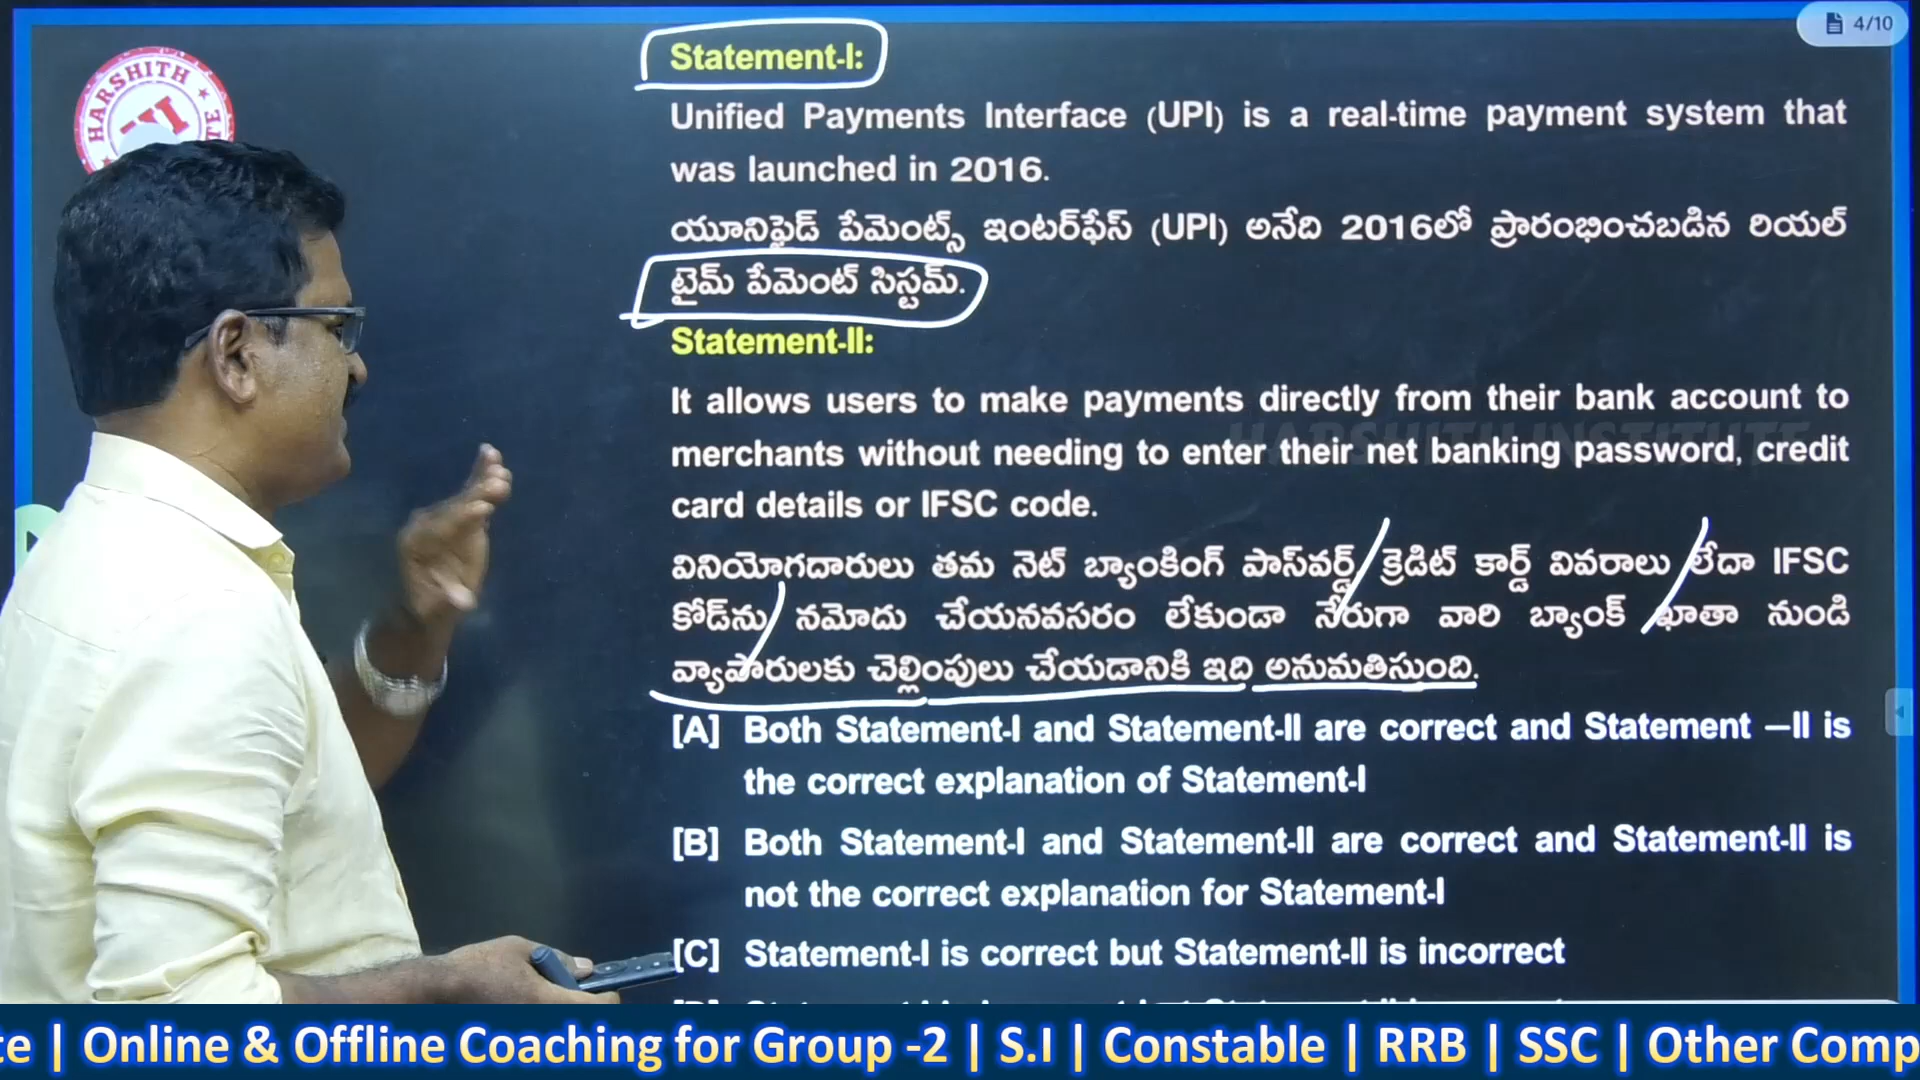 4/10
HARSHITH
Statement-I:
Unified Payments Interface (UPI) is a real-time payment system that
was launched in 2016.
యూనిఫైడ్ పేమెంట్స్ ఇంటర్‌ఫేస్ (UPI) అనేది 2016లో ప్రారంభించబడిన రియల్
టైమ్ పేమెంట్ సిస్టమ్.
Statement-II:
It allows users to make payments directly from their bank account to
HARSHITH INSTITUTE
merchants without needing to enter their net banking password, credit
card details or IFSC code.
వినియోగదారులు తమ నెట్ బ్యాంకింగ్ పాస్‌వర్డ్ క్రెడిట్ కార్డ్ వివరాలు లేదా IFSC
కోడ్‌ను నమోదు చేయనవసరం లేకుండా నేరుగా వారి బ్యాంక్ ఖాతా నుండి
వ్యాపారులకు చెల్లింపులు చేయడానికి ఇది అనుమతిస్తుంది.
[A] Both Statement-I and Statement-II are correct and Statement –II is
the correct explanation of Statement-I
[B] Both Statement-I and Statement-II are correct and Statement-II is
not the correct explanation for Statement-I
[C] Statement-I is correct but Statement-II is incorrect
te | Online & Offline Coaching for Group -2 | S.I | Constable | RRB | SSC | Other Comp